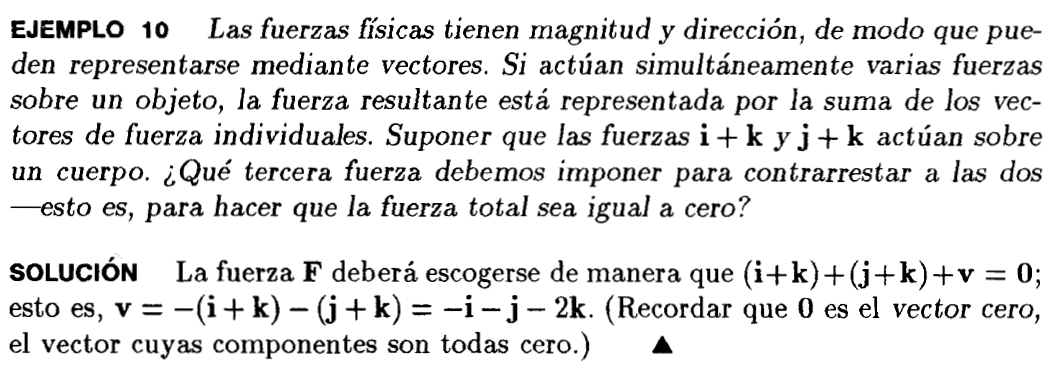 EJEMPLO 10 Las fuerzas físicas tienen magnitud y dirección, de modo que pue-
den representarse mediante vectores. Si actúan simultáneamente varias fuerzas
sobre un objeto, la fuerza resultante está representada por la suma de los vec-
tores de fuerza individuales. Suponer que las fuerzas i + k y j + k actúan sobre
un cuerpo. ¿Qué tercera fuerza debemos imponer para contrarrestar a las dos
—esto es, para hacer que la fuerza total sea igual a cero?
SOLUCIÓN La fuerza F deberá escogerse de manera que (i+k)+(j+k)+v = 0;
esto es, v = −(i + k) − (j + k) = −i − j − 2k. (Recordar que 0 es el vector cero,
el vector cuyas componentes son todas cero.) ▲